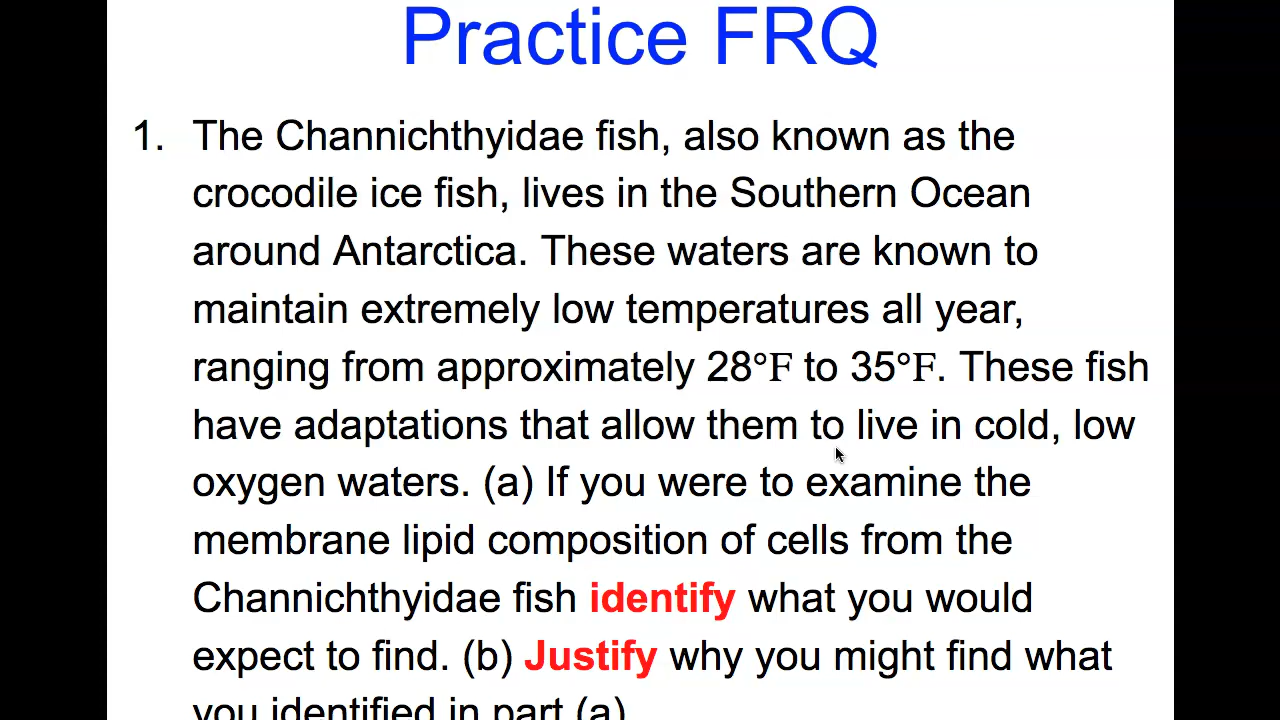 Practice FRQ
1. The Channichthyidae fish, also known as the
crocodile ice fish, lives in the Southern Ocean
around Antarctica. These waters are known to
maintain extremely low temperatures all year,
ranging from approximately 28°F to 35°F. These fish
have adaptations that allow them to live in cold, low
oxygen waters. (a) If you were to examine the
membrane lipid composition of cells from the
Channichthyidae fish identify what you would
expect to find. (b) Justify why you might find what
you identified in part (a)